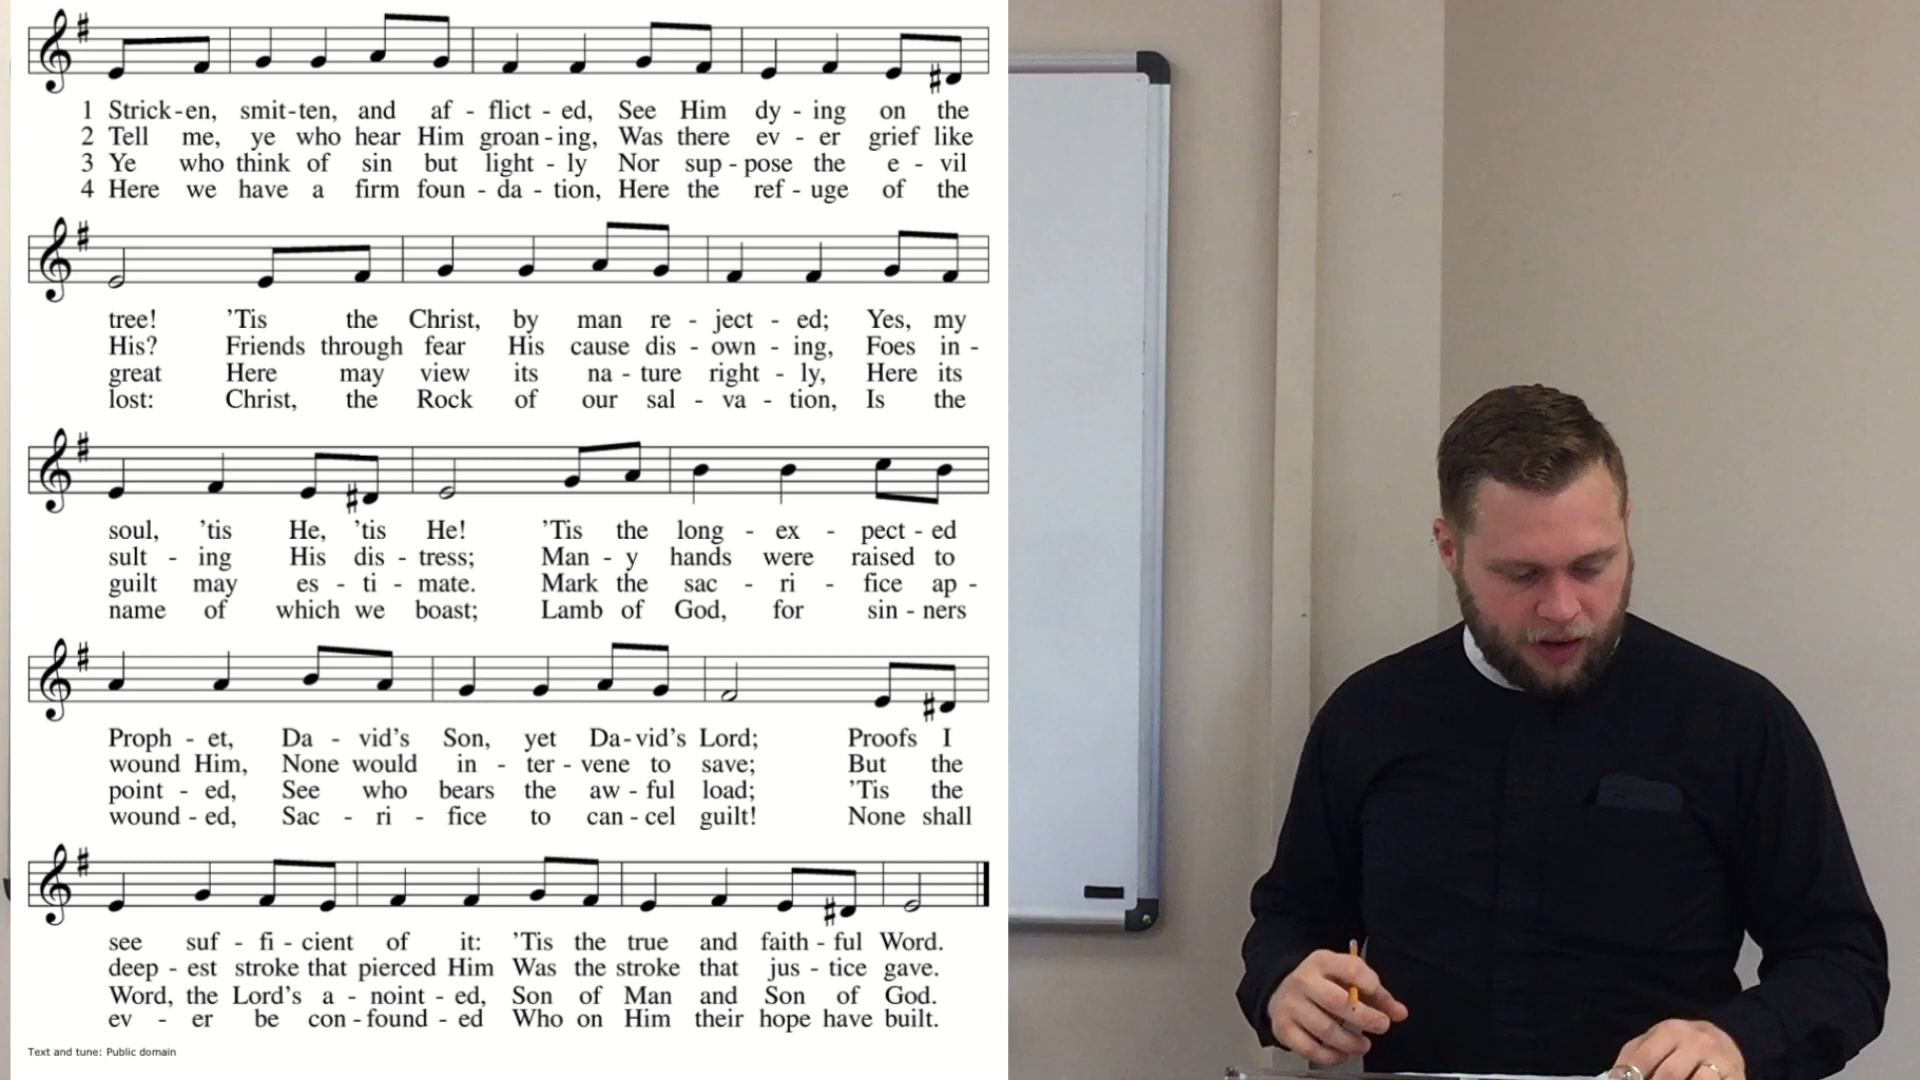 1 Strick-en, smit-ten, and af - flict - ed, See Him dy - ing on the
2 Tell me, ye who hear Him groan - ing, Was there ev - er grief like
3 Ye who think of sin but light - ly Nor sup - pose the e - vil
4 Here we have a firm foun - da - tion, Here the ref - uge of the
tree! ’Tis the Christ, by man re - ject - ed; Yes, my
His? Friends through fear His cause dis - own - ing, Foes in -
great Here may view its na - ture right - ly, Here its
lost: Christ, the Rock of our sal - va - tion, Is the
soul, ’tis He, ’tis He! ’Tis the long - ex - pect - ed
sult - ing His dis - tress; Man - y hands were raised to
guilt may es - ti - mate. Mark the sac - ri - fice ap -
name of which we boast; Lamb of God, for sin - ners
Proph - et, Da - vid’s Son, yet Da - vid’s Lord; Proofs I
wound Him, None would in - ter - vene to save; But the
point - ed, See who bears the aw - ful load; ’Tis the
wound - ed, Sac - ri - fice to can - cel guilt! None shall
see suf - fi - cient of it: ’Tis the true and faith - ful Word.
deep - est stroke that pierced Him Was the stroke that jus - tice gave.
Word, the Lord’s a - noint - ed, Son of Man and Son of God.
ev - er be con - found - ed Who on Him their hope have built.
Text and tune: Public domain